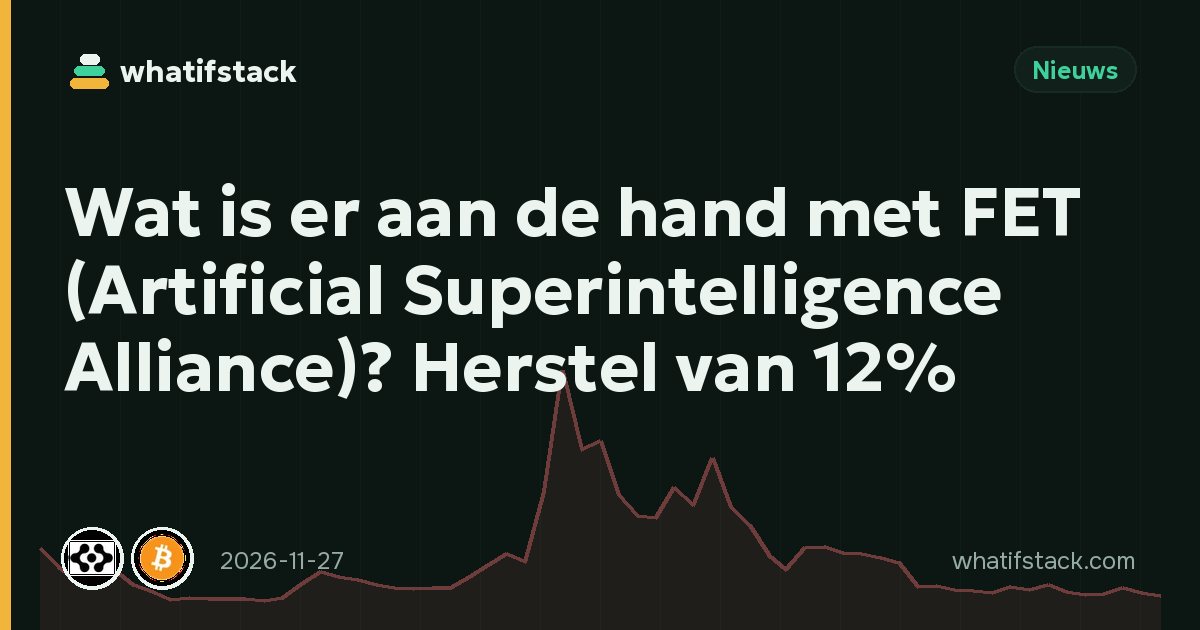 whatifstack
Nieuws
Wat is er aan de hand met FET
(Artificial Superintelligence
Alliance)? Herstel van 12%
2026-11-27
whatifstack.com